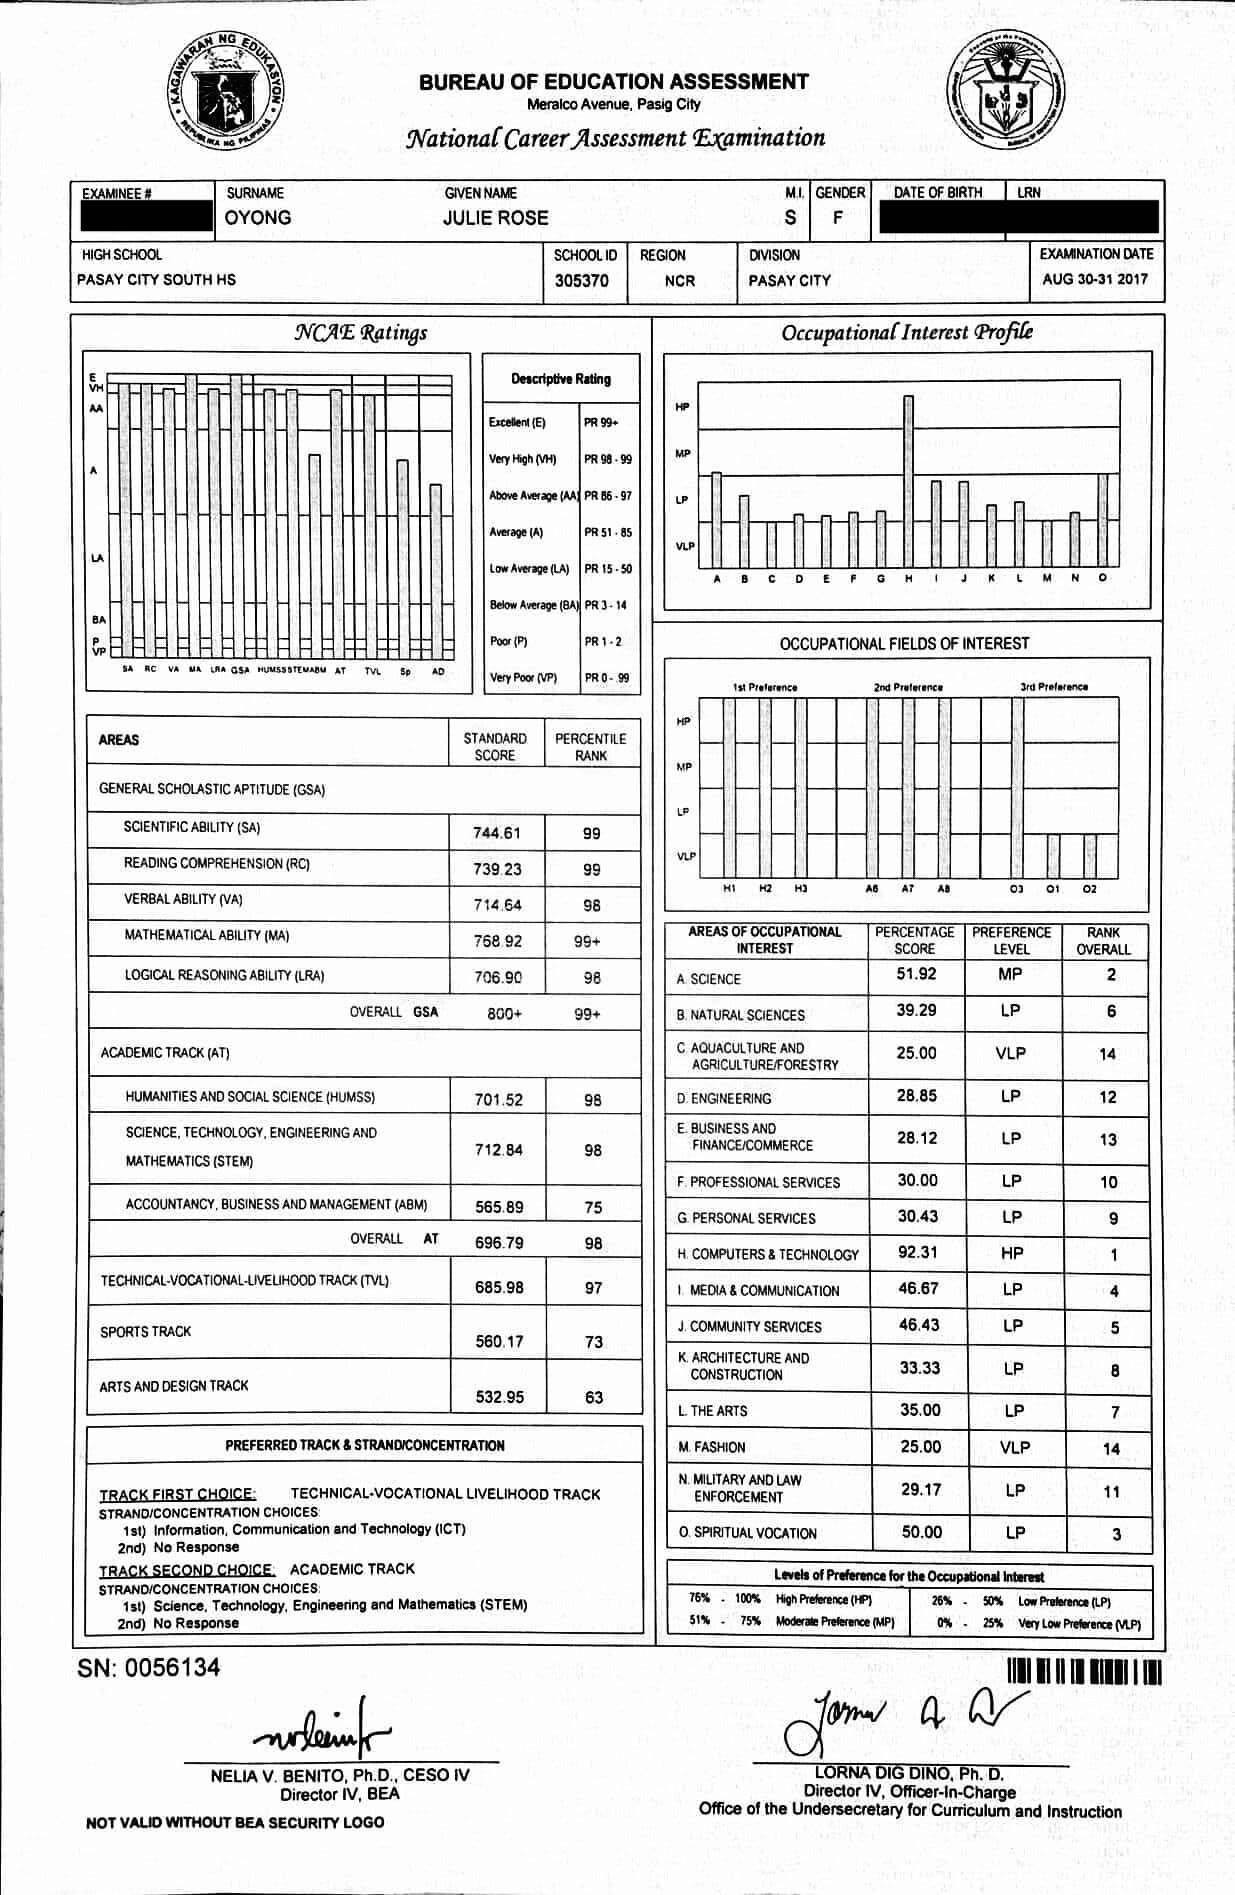 KAGAWARAN NG EDUKASYON
REPUBLIKA NG PILIPINAS
BUREAU OF EDUCATION ASSESSMENT
Meralco Avenue, Pasig City
National Career Assessment Examination
EXAMINEE # SURNAME GIVEN NAME M.I. GENDER DATE OF BIRTH LRN
OYONG JULIE ROSE S F
HIGH SCHOOL SCHOOL ID REGION DIVISION EXAMINATION DATE
PASAY CITY SOUTH HS 305370 NCR PASAY CITY AUG 30-31 2017
NCAE Ratings
E
VH
AA
A
LA
BA
P
VP
SA RC VA MA LRA GSA HUMSS STEM ABM AT TVL Sp AD
Descriptive Rating
Excellent (E) PR 99+
Very High (VH) PR 98 - 99
Above Average (AA) PR 86 - 97
Average (A) PR 51 - 85
Low Average (LA) PR 15 - 50
Below Average (BA) PR 3 - 14
Poor (P) PR 1 - 2
Very Poor (VP) PR 0 - .99
AREAS STANDARD SCORE PERCENTILE RANK
GENERAL SCHOLASTIC APTITUDE (GSA)
SCIENTIFIC ABILITY (SA) 744.61 99
READING COMPREHENSION (RC) 739.23 99
VERBAL ABILITY (VA) 714.64 98
MATHEMATICAL ABILITY (MA) 768.92 99+
LOGICAL REASONING ABILITY (LRA) 706.90 98
OVERALL GSA 800+ 99+
ACADEMIC TRACK (AT)
HUMANITIES AND SOCIAL SCIENCE (HUMSS) 701.52 98
SCIENCE, TECHNOLOGY, ENGINEERING AND
MATHEMATICS (STEM) 712.84 98
ACCOUNTANCY, BUSINESS AND MANAGEMENT (ABM) 565.89 75
OVERALL AT 696.79 98
TECHNICAL-VOCATIONAL-LIVELIHOOD TRACK (TVL) 685.98 97
SPORTS TRACK 560.17 73
ARTS AND DESIGN TRACK 532.95 63
PREFERRED TRACK & STRAND/CONCENTRATION
TRACK FIRST CHOICE: TECHNICAL-VOCATIONAL LIVELIHOOD TRACK
STRAND/CONCENTRATION CHOICES:
1st) Information, Communication and Technology (ICT)
2nd) No Response
TRACK SECOND CHOICE: ACADEMIC TRACK
STRAND/CONCENTRATION CHOICES:
1st) Science, Technology, Engineering and Mathematics (STEM)
2nd) No Response
Occupational Interest Profile
HP
MP
LP
VLP
A B C D E F G H I J K L M N O
OCCUPATIONAL FIELDS OF INTEREST
1st Preference 2nd Preference 3rd Preference
HP
MP
LP
VLP
H1 H2 H3 A6 A7 A8 O3 O1 O2
AREAS OF OCCUPATIONAL INTEREST PERCENTAGE SCORE PREFERENCE LEVEL RANK OVERALL
A. SCIENCE 51.92 MP 2
B. NATURAL SCIENCES 39.29 LP 6
C. AQUACULTURE AND
AGRICULTURE/FORESTRY 25.00 VLP 14
D. ENGINEERING 28.85 LP 12
E. BUSINESS AND
FINANCE/COMMERCE 28.12 LP 13
F. PROFESSIONAL SERVICES 30.00 LP 10
G. PERSONAL SERVICES 30.43 LP 9
H. COMPUTERS & TECHNOLOGY 92.31 HP 1
I. MEDIA & COMMUNICATION 46.67 LP 4
J. COMMUNITY SERVICES 46.43 LP 5
K. ARCHITECTURE AND
CONSTRUCTION 33.33 LP 8
L. THE ARTS 35.00 LP 7
M. FASHION 25.00 VLP 14
N. MILITARY AND LAW
ENFORCEMENT 29.17 LP 11
O. SPIRITUAL VOCATION 50.00 LP 3
Levels of Preference for the Occupational Interest
76% - 100% High Preference (HP) 26% - 50% Low Preference (LP)
51% - 75% Moderate Preference (MP) 0% - 25% Very Low Preference (VLP)
SN: 0056134
NELIA V. BENITO, Ph.D., CESO IV
Director IV, BEA
LORNA DIG DINO, Ph. D.
Director IV, Officer-In-Charge
Office of the Undersecretary for Curriculum and Instruction
NOT VALID WITHOUT BEA SECURITY LOGO